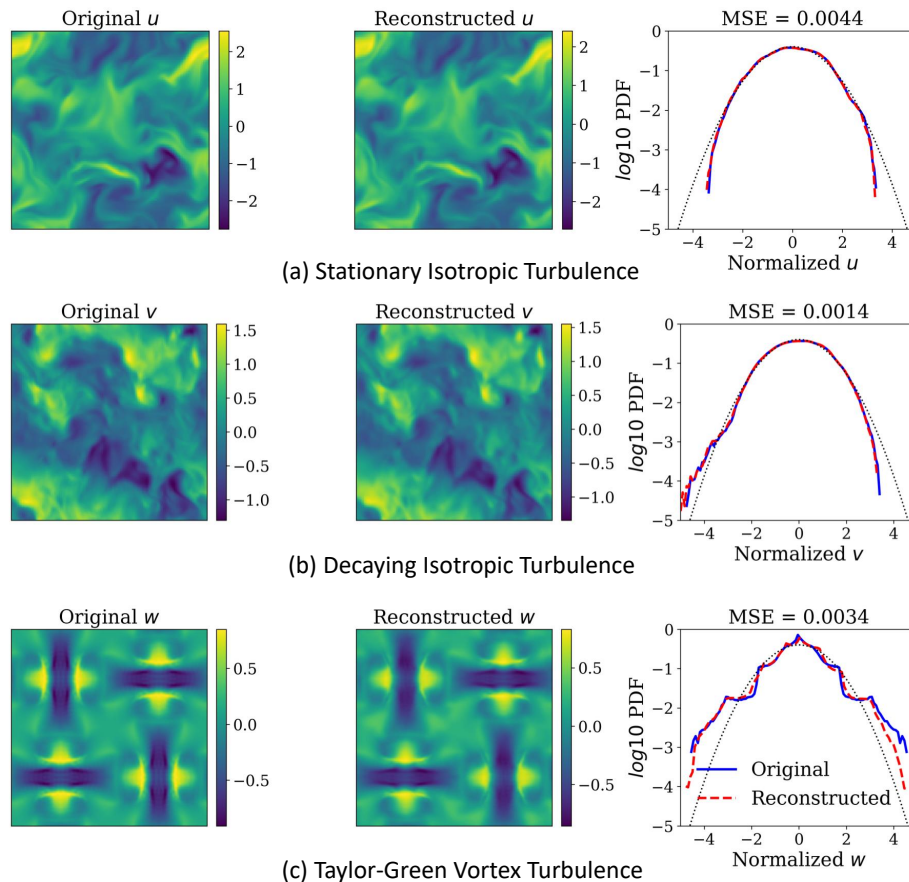 Original u
Reconstructed u
MSE = 0.0044
2
1
0
−1
−2
2
1
0
−1
−2
0
−1
−2
−3
−4
−5
log10 PDF
−4 −2 0 2 4
Normalized u
(a) Stationary Isotropic Turbulence
Original v
Reconstructed v
MSE = 0.0014
1.5
1.0
0.5
0.0
−0.5
−1.0
1.5
1.0
0.5
0.0
−0.5
−1.0
0
−1
−2
−3
−4
−5
log10 PDF
−4 −2 0 2 4
Normalized v
(b) Decaying Isotropic Turbulence
Original w
Reconstructed w
MSE = 0.0034
0.5
0.0
−0.5
0.5
0.0
−0.5
0
−1
−2
−3
−4
−5
log10 PDF
Original
Reconstructed
−4 −2 0 2 4
Normalized w
(c) Taylor-Green Vortex Turbulence